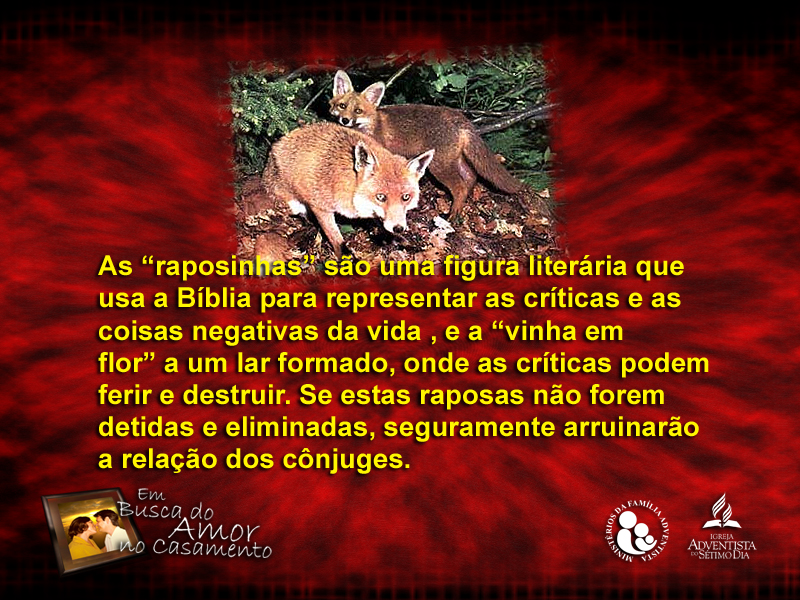 As “raposinhas” são uma figura literária que
usa a Bíblia para representar as críticas e as
coisas negativas da vida , e a “vinha em
flor” a um lar formado, onde as críticas podem
ferir e destruir. Se estas raposas não forem
detidas e eliminadas, seguramente arruinarão
a relação dos cônjuges.
Em
Busca do
Amor
no Casamento
MINISTÉRIOS DA FAMÍLIA ADVENTISTA
IGREJA
ADVENTISTA
DO SÉTIMO DIA